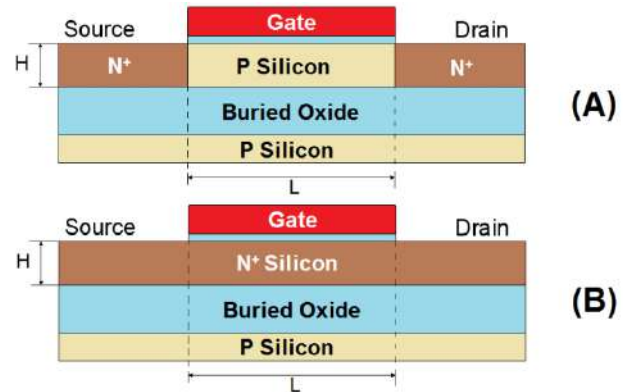 Source Gate Drain
H N⁺ P Silicon N⁺
Buried Oxide (A)
P Silicon
L
Source Gate Drain
H N⁺ Silicon
Buried Oxide (B)
P Silicon
L